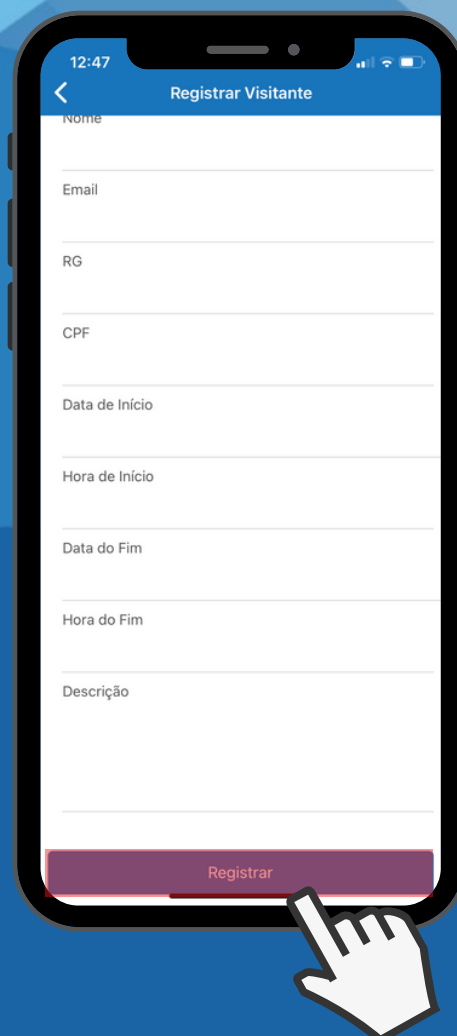 12:47
Registrar Visitante
Nome
Email
RG
CPF
Data de Início
Hora de Início
Data do Fim
Hora do Fim
Descrição
Registrar